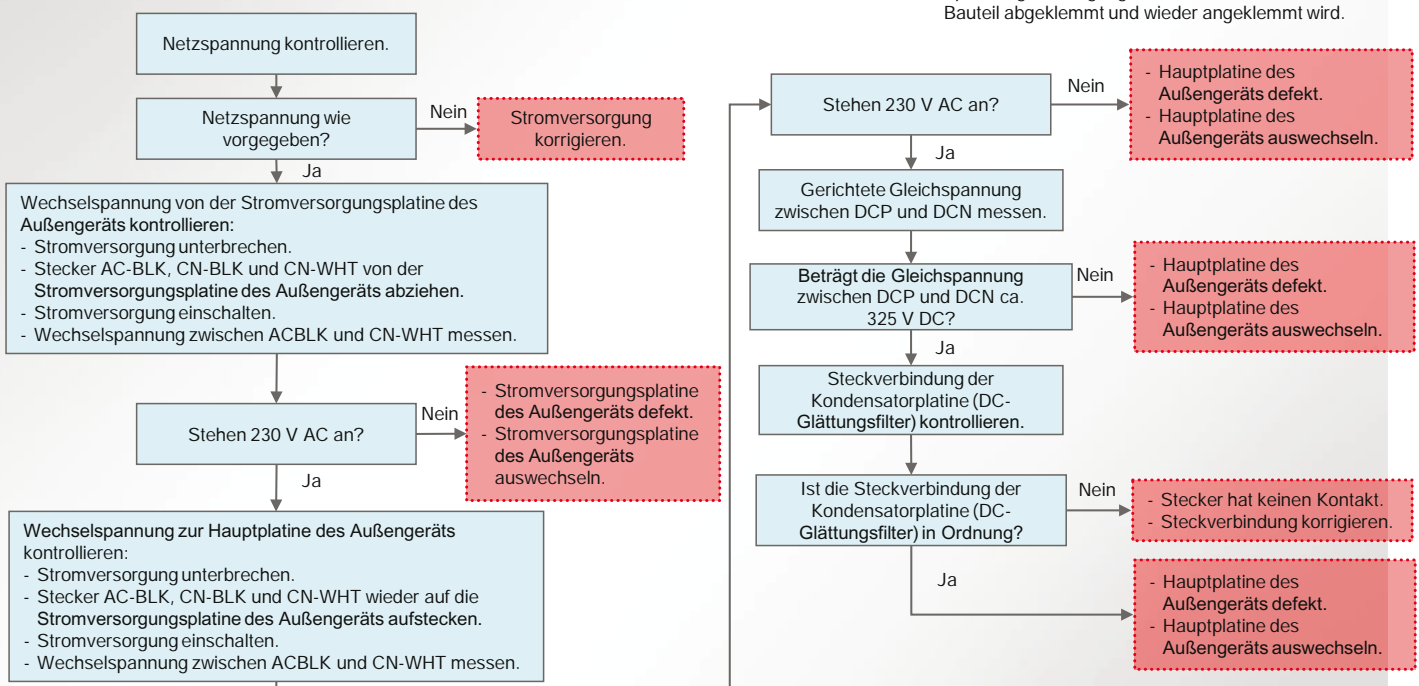 Bauteil abgeklemmt und wieder angeklemmt wird.
Netzspannung kontrollieren.
Netzspannung wie
vorgegeben?
Nein
Stromversorgung
korrigieren.
Ja
Wechselspannung von der Stromversorgungsplatine des
Außengeräts kontrollieren:
- Stromversorgung unterbrechen.
- Stecker AC-BLK, CN-BLK und CN-WHT von der
Stromversorgungsplatine des Außengeräts abziehen.
- Stromversorgung einschalten.
- Wechselspannung zwischen ACBLK und CN-WHT messen.
Stehen 230 V AC an?
Nein
- Stromversorgungsplatine
des Außengeräts defekt.
- Stromversorgungsplatine
des Außengeräts
auswechseln.
Ja
Wechselspannung zur Hauptplatine des Außengeräts
kontrollieren:
- Stromversorgung unterbrechen.
- Stecker AC-BLK, CN-BLK und CN-WHT wieder auf die
Stromversorgungsplatine des Außengeräts aufstecken.
- Stromversorgung einschalten.
- Wechselspannung zwischen ACBLK und CN-WHT messen.
Stehen 230 V AC an?
Nein
- Hauptplatine des
Außengeräts defekt.
- Hauptplatine des
Außengeräts auswechseln.
Ja
Gerichtete Gleichspannung
zwischen DCP und DCN messen.
Beträgt die Gleichspannung
zwischen DCP und DCN ca.
325 V DC?
Nein
- Hauptplatine des
Außengeräts defekt.
- Hauptplatine des
Außengeräts auswechseln.
Ja
Steckverbindung der
Kondensatorplatine (DC-
Glättungsfilter) kontrollieren.
Ist die Steckverbindung der
Kondensatorplatine (DC-
Glättungsfilter) in Ordnung?
Nein
- Stecker hat keinen Kontakt.
- Steckverbindung korrigieren.
Ja
- Hauptplatine des
Außengeräts defekt.
- Hauptplatine des
Außengeräts auswechseln.